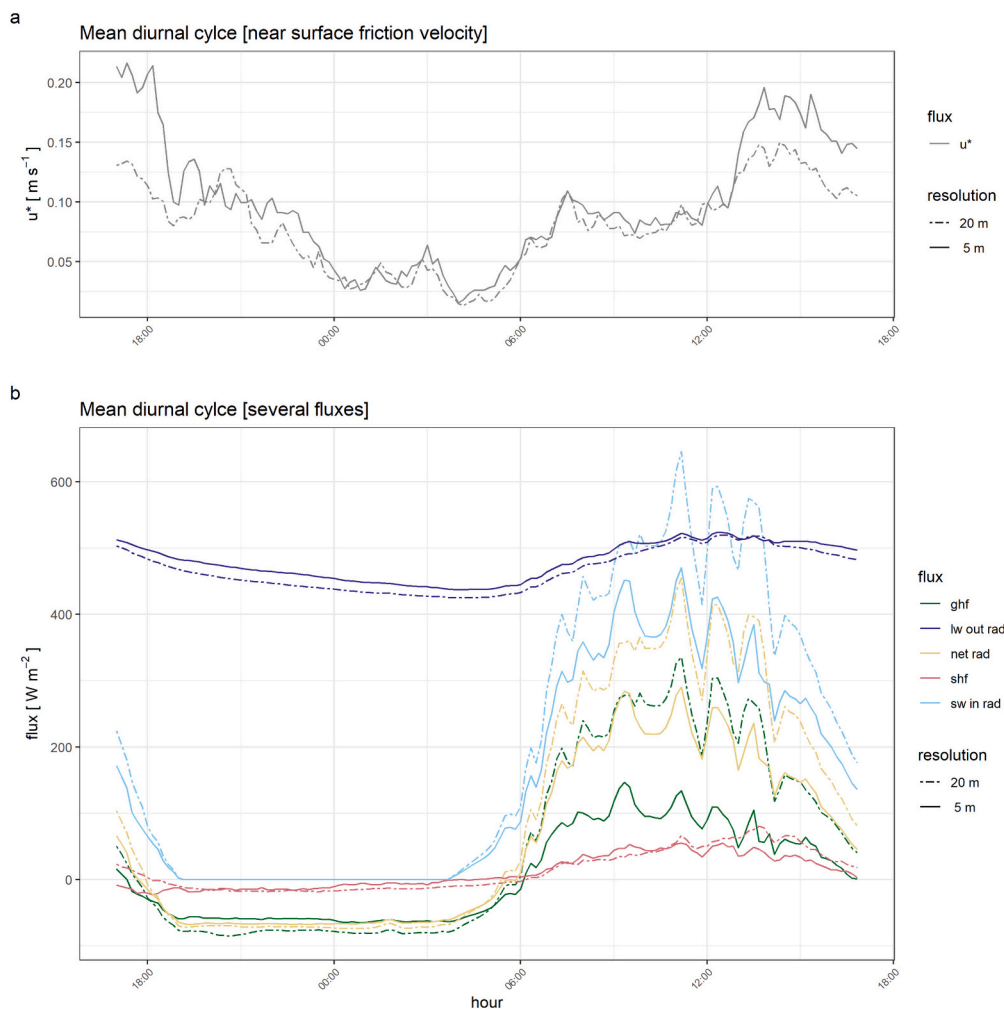 a
Mean diurnal cylce [near surface friction velocity]
0.20
0.15
0.10
0.05
u* [ m s⁻¹ ]
18:00
00:00
06:00
12:00
18:00
flux
u*
resolution
20 m
5 m
b
Mean diurnal cylce [several fluxes]
600
400
200
0
flux [ W m⁻² ]
18:00
00:00
06:00
12:00
18:00
hour
flux
ghf
lw out rad
net rad
shf
sw in rad
resolution
20 m
5 m